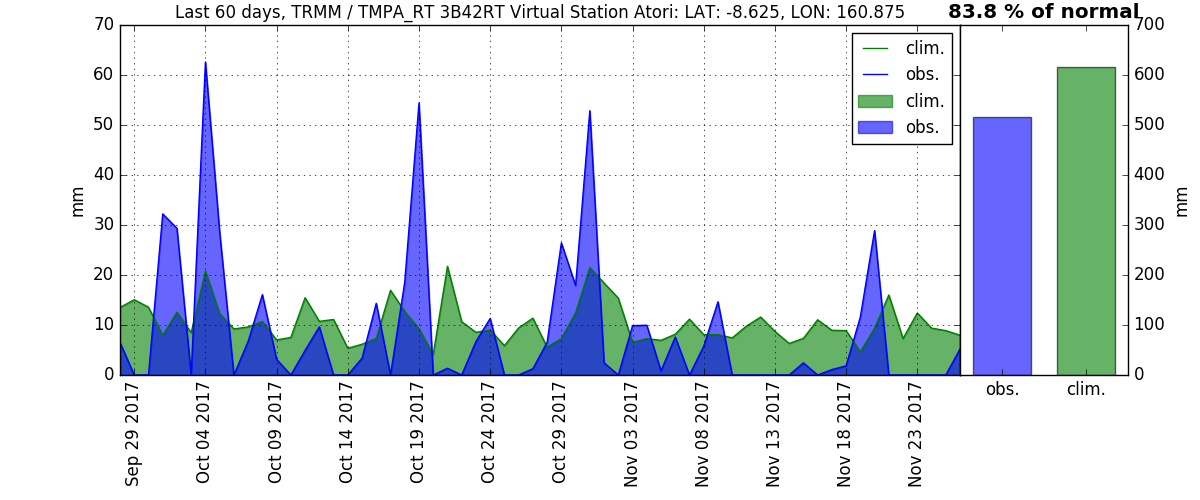 Last 60 days, TRMM / TMPA_RT 3B42RT Virtual Station Atori: LAT: -8.625, LON: 160.875
83.8 % of normal
70
60
50
40
30
20
10
0
mm
clim.
obs.
clim.
obs.
700
600
500
400
300
200
100
0
mm
obs.
clim.
Sep 29 2017
Oct 04 2017
Oct 09 2017
Oct 14 2017
Oct 19 2017
Oct 24 2017
Oct 29 2017
Nov 03 2017
Nov 08 2017
Nov 13 2017
Nov 18 2017
Nov 23 2017